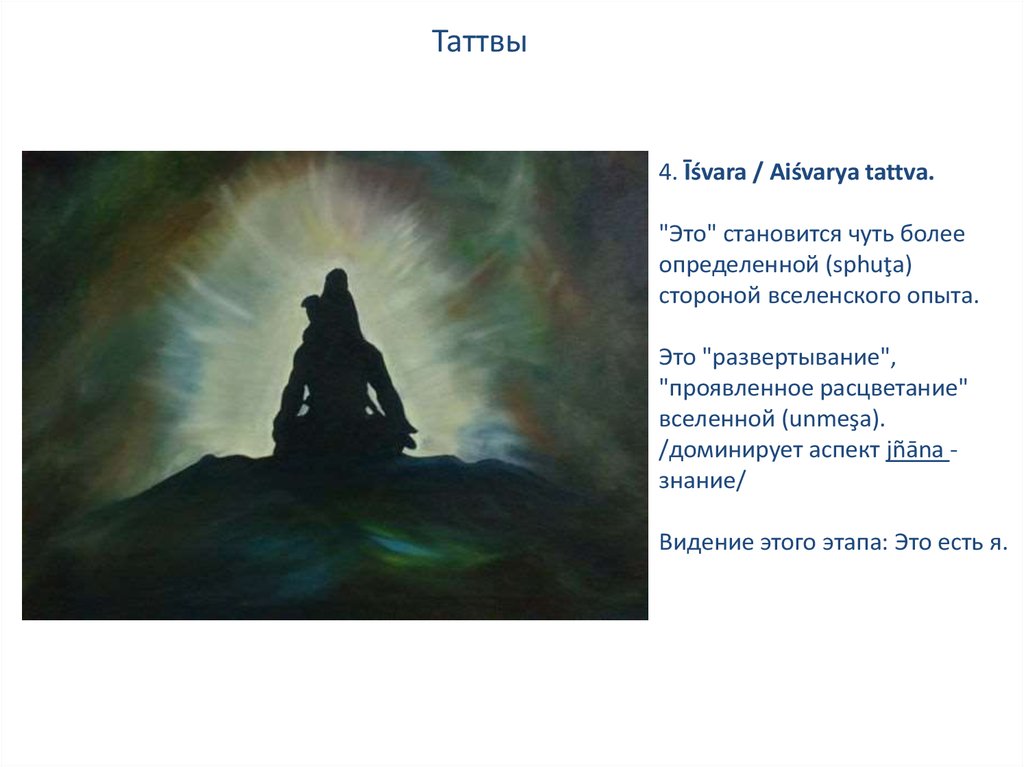 Таттвы
4. Īśvara / Aiśvarya tattva.
"Это" становится чуть более
определенной (sphuţa)
стороной вселенского опыта.
Это "развертывание",
"проявленное расцветание"
вселенной (unmeşa).
/доминирует аспект jñāna -
знание/
Видение этого этапа: Это есть я.